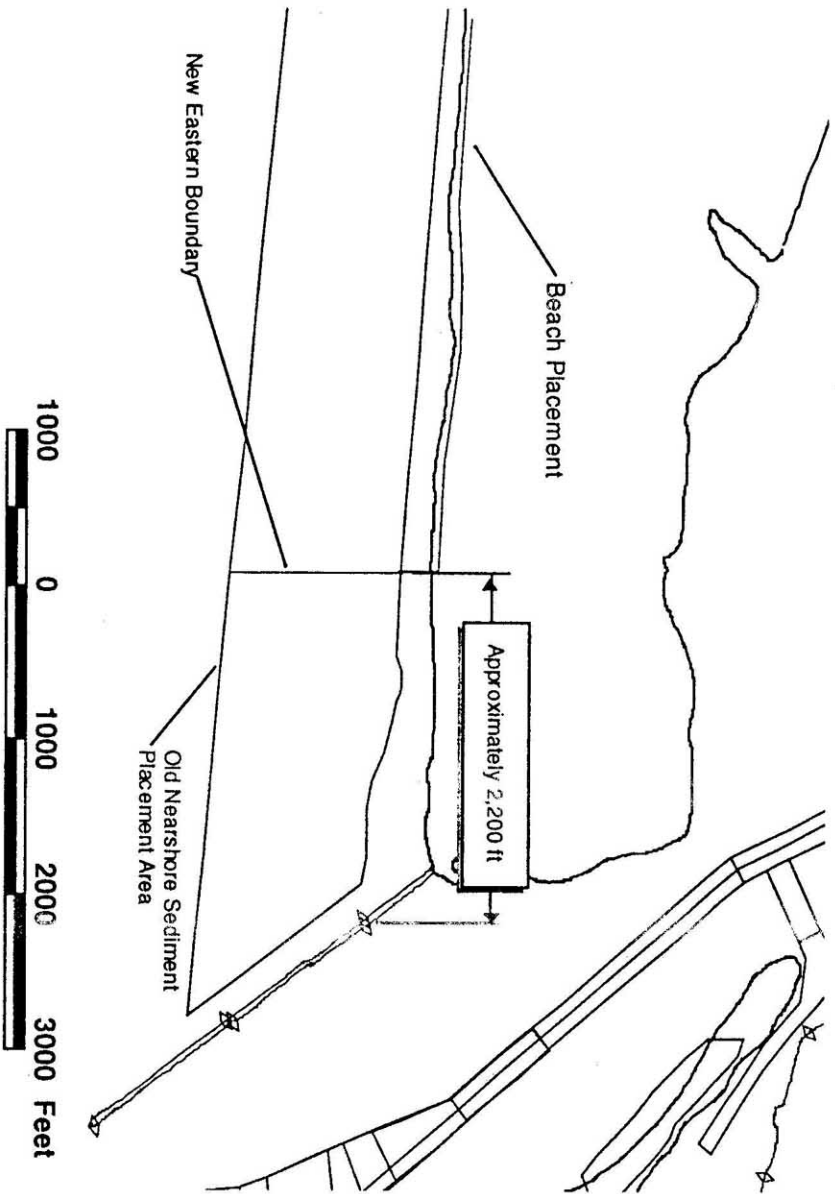 Beach Placement
Approximately 2,200 ft
New Eastern Boundary
Old Nearshore Sediment
Placement Area
1000 0 1000 2000 3000 Feet